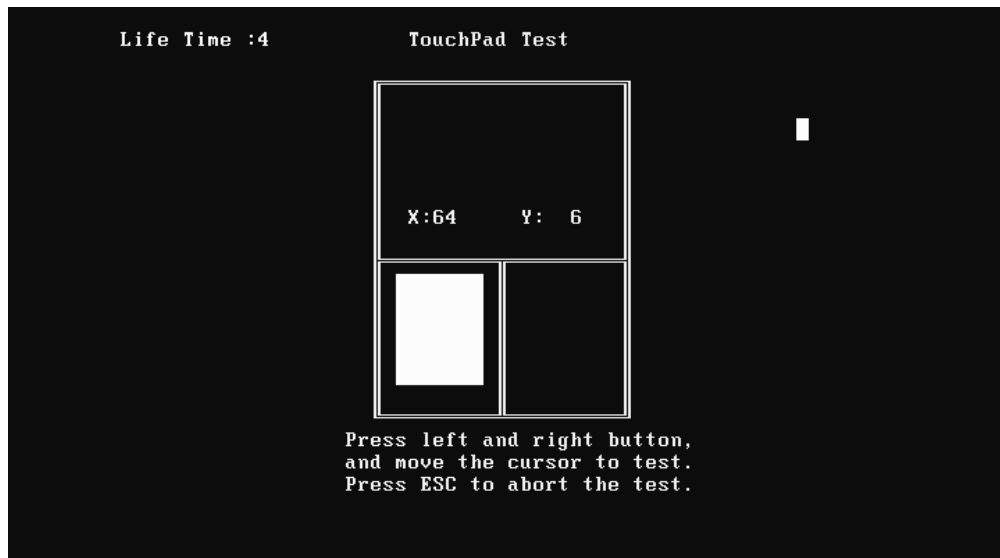 Life Time :4 TouchPad Test
X:64 Y: 6
Press left and right button,
and move the cursor to test.
Press ESC to abort the test.